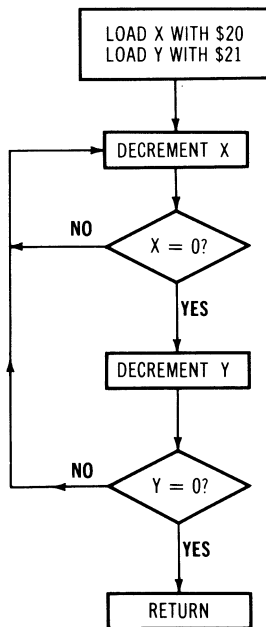 LOAD X WITH $20
LOAD Y WITH $21
DECREMENT X
NO
X = 0?
YES
DECREMENT Y
NO
Y = 0?
YES
RETURN